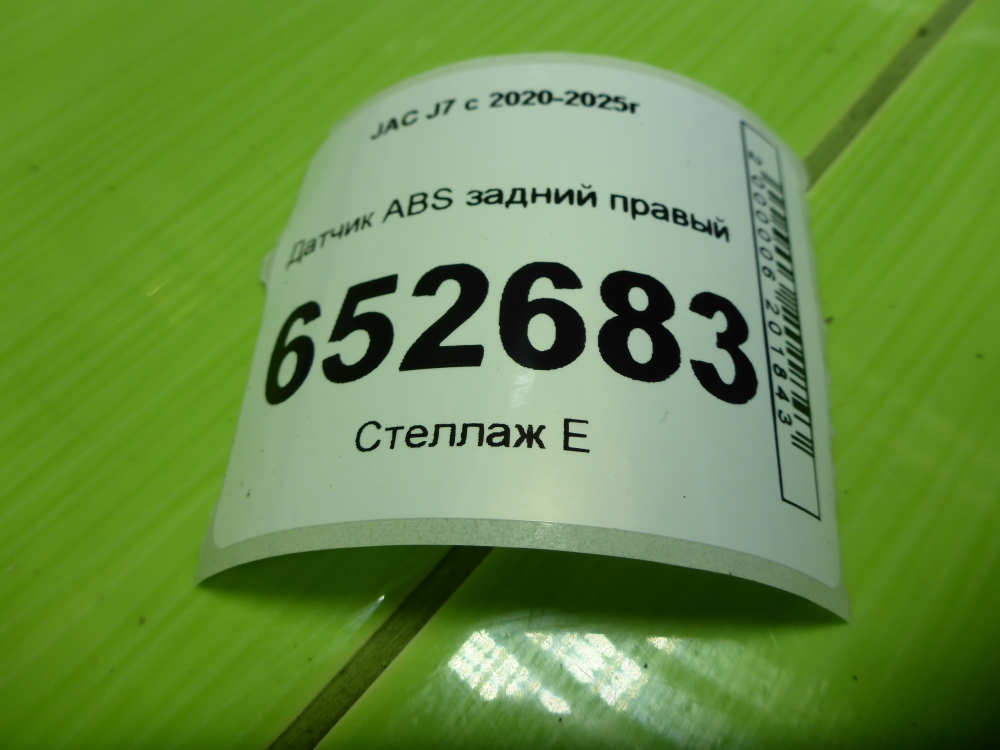 JAC J7 с 2020-2025г
Датчик ABS задний правый
652683
Стеллаж E
2000006201843